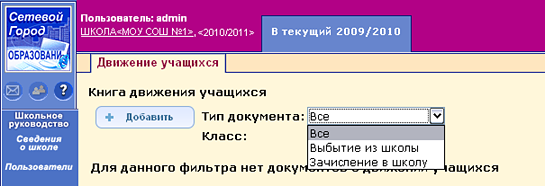 Сетевой
Город
ОБРАЗОВАНИ
Пользователь: admin
ШКОЛА<МОУ СОШ №1>, <2010/2011>
В текущий 2009/2010
Движение учащихся
Школьное
руководство
Сведения
о школе
Пользователи
Книга движения учащихся
+ Добавить
Тип документа: Все
Класс:
Все
Выбытие из школы
Зачисление в школу
Для данного фильтра нет документов о движении учащихся